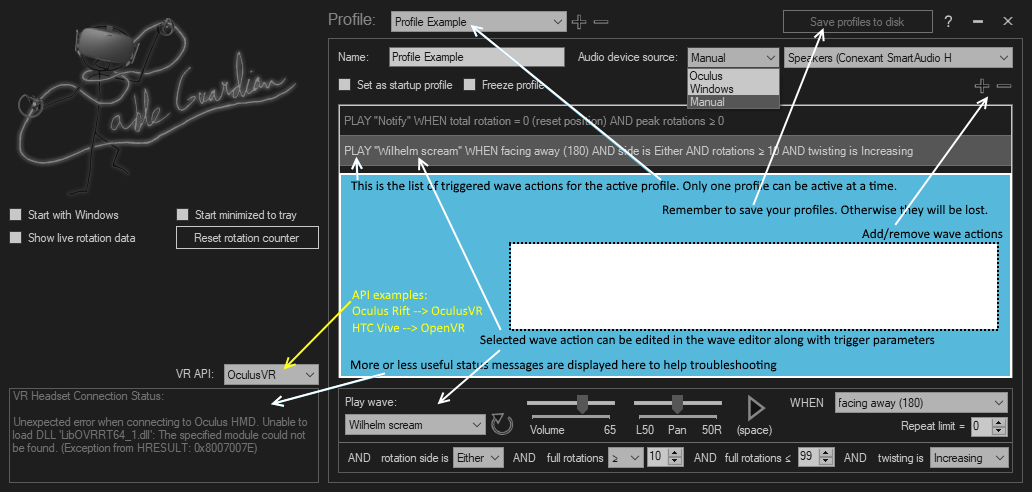 Profile: Profile Example Save profiles to disk ?
Cable Guardian
Name: Profile Example Audio device source: Manual Speakers (Conexant SmartAudio H
Oculus
Windows
Manual
Set as startup profile Freeze profile
PLAY "Notify" WHEN total rotation = 0 (reset position) AND peak rotations ≥ 0
PLAY "Wilhelm scream" WHEN facing away (180) AND side is Either AND rotations ≥ 10 AND twisting is Increasing
This is the list of triggered wave actions for the active profile. Only one profile can be active at a time.
Remember to save your profiles. Otherwise they will be lost.
Add/remove wave actions
Start with Windows Start minimized to tray
Show live rotation data Reset rotation counter
API examples:
Oculus Rift --> OculusVR
HTC Vive --> OpenVR
Selected wave action can be edited in the wave editor along with trigger parameters
More or less useful status messages are displayed here to help troubleshooting
VR API: OculusVR
VR Headset Connection Status:
Unexpected error when connecting to Oculus HMD. Unable to
load DLL 'LibOVRRT64_1.dll': The specified module could not
be found. (Exception from HRESULT: 0x8007007E)
Play wave: WHEN facing away (180)
Wilhelm scream Volume 65 L50 Pan 50R (space) Repeat limit = 0
AND rotation side is Either AND full rotations ≥ 10 AND full rotations ≤ 99 AND twisting is Increasing